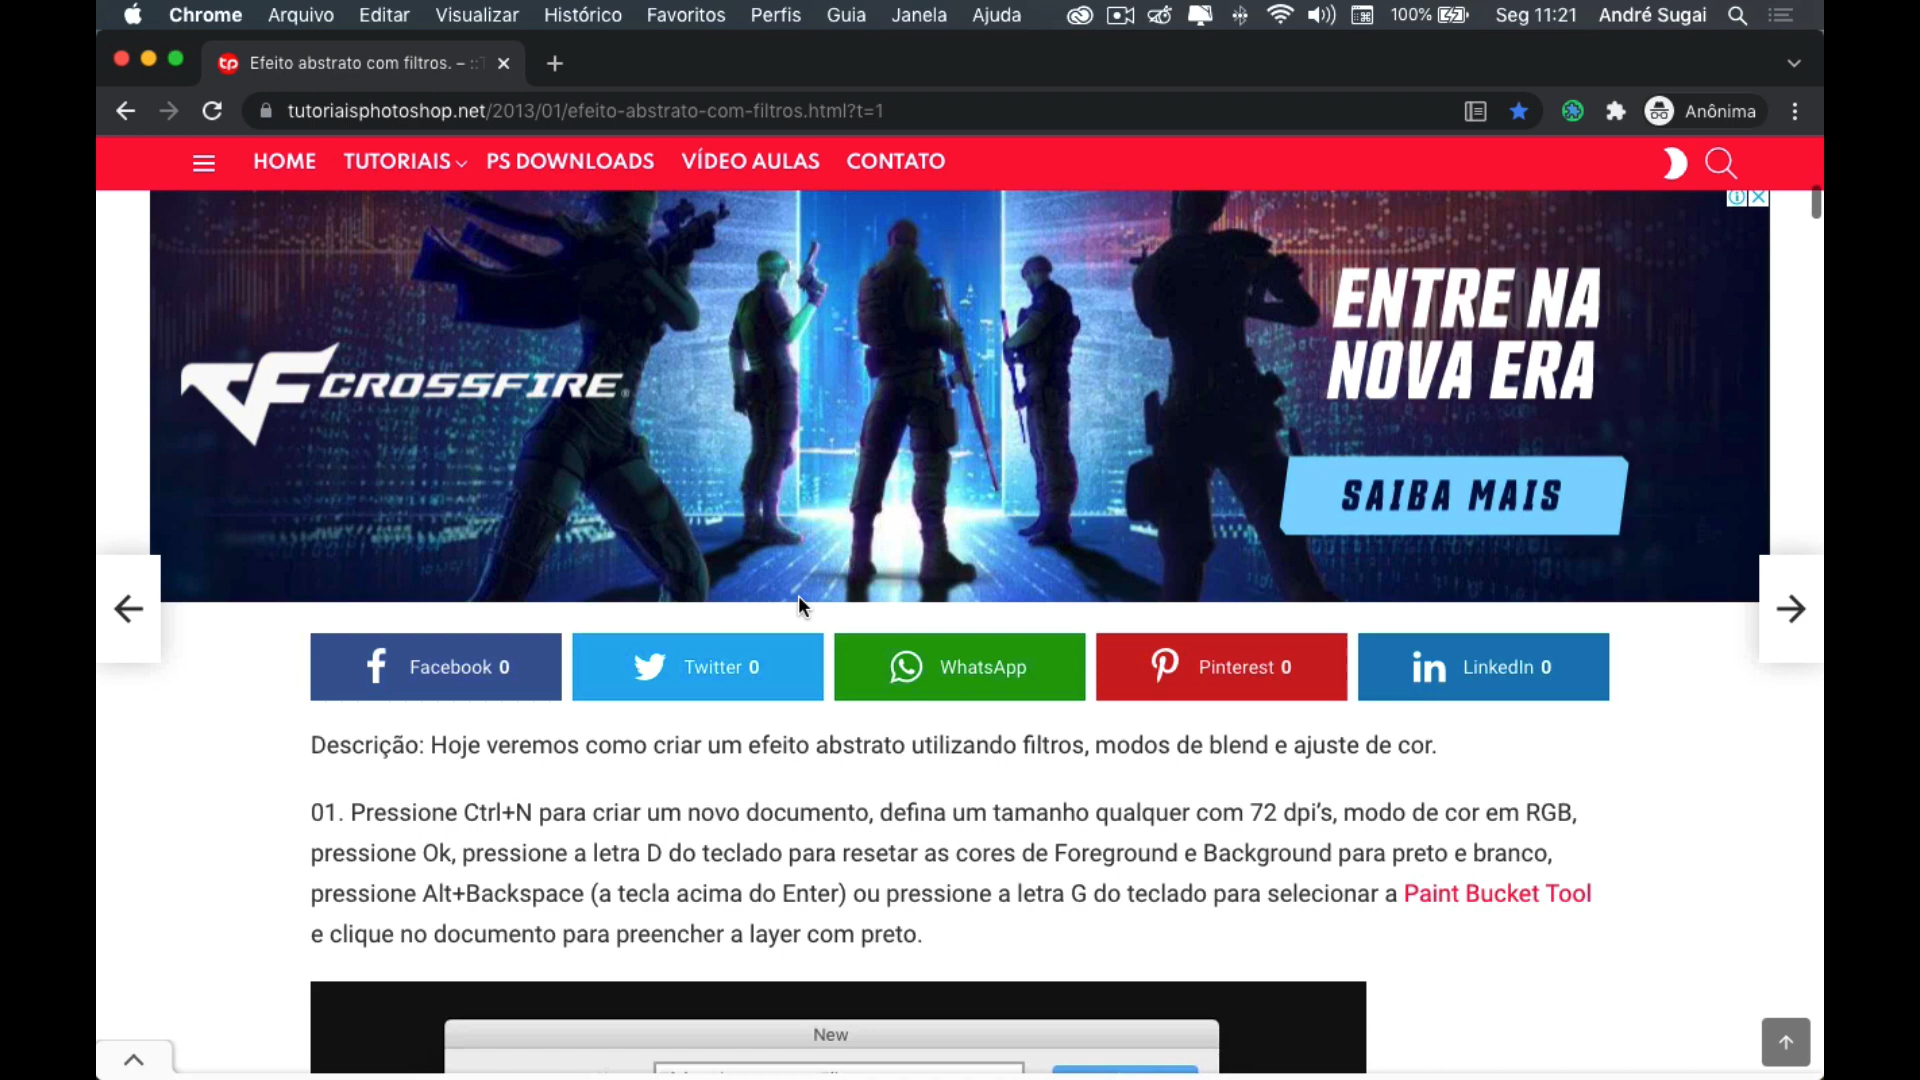 Chrome Arquivo Editar Visualizar Histórico Favoritos Perfis Guia Janela Ajuda 100% Seg 11:21 André Sugai
tp Efeito abstrato com filtros. – ::
tutoriaisphotoshop.net/2013/01/efeito-abstrato-com-filtros.html?t=1 Anônima
HOME TUTORIAIS PS DOWNLOADS VÍDEO AULAS CONTATO
CF CROSSFIRE
ENTRE NA
NOVA ERA
SAIBA MAIS
Facebook 0 Twitter 0 WhatsApp Pinterest 0 LinkedIn 0
Descrição: Hoje veremos como criar um efeito abstrato utilizando filtros, modos de blend e ajuste de cor.
01. Pressione Ctrl+N para criar um novo documento, defina um tamanho qualquer com 72 dpi’s, modo de cor em RGB,
pressione Ok, pressione a letra D do teclado para resetar as cores de Foreground e Background para preto e branco,
pressione Alt+Backspace (a tecla acima do Enter) ou pressione a letra G do teclado para selecionar a Paint Bucket Tool
e clique no documento para preencher a layer com preto.
New